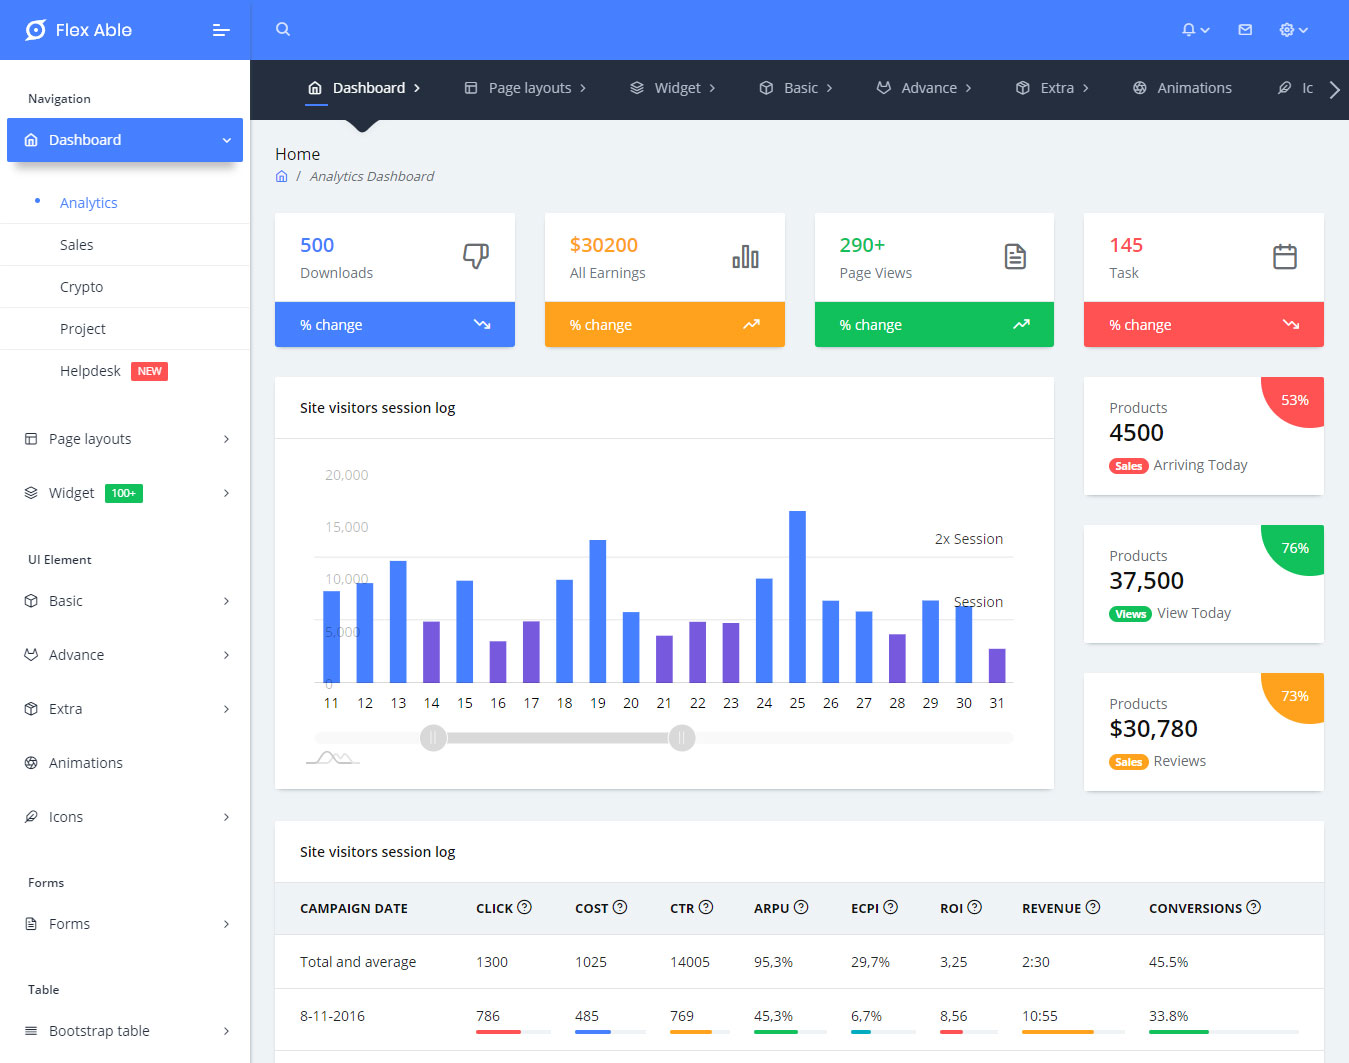 Flex Able
Navigation
Dashboard
Analytics
Sales
Crypto
Project
Helpdesk NEW
Page layouts
Widget 100+
UI Element
Basic
Advance
Extra
Animations
Icons
Forms
Forms
Table
Bootstrap table
Dashboard Page layouts Widget Basic Advance Extra Animations Ic
Home
/ Analytics Dashboard
500
Downloads
% change
$30200
All Earnings
% change
290+
Page Views
% change
145
Task
% change
Site visitors session log
20,000
15,000
10,000
5,000
0
2x Session
Session
11 12 13 14 15 16 17 18 19 20 21 22 23 24 25 26 27 28 29 30 31
53%
Products
4500
Sales Arriving Today
76%
Products
37,500
Views View Today
73%
Products
$30,780
Sales Reviews
Site visitors session log
CAMPAIGN DATE CLICK COST CTR ARPU ECPI ROI REVENUE CONVERSIONS
Total and average 1300 1025 14005 95,3% 29,7% 3,25 2:30 45.5%
8-11-2016 786 485 769 45,3% 6,7% 8,56 10:55 33.8%